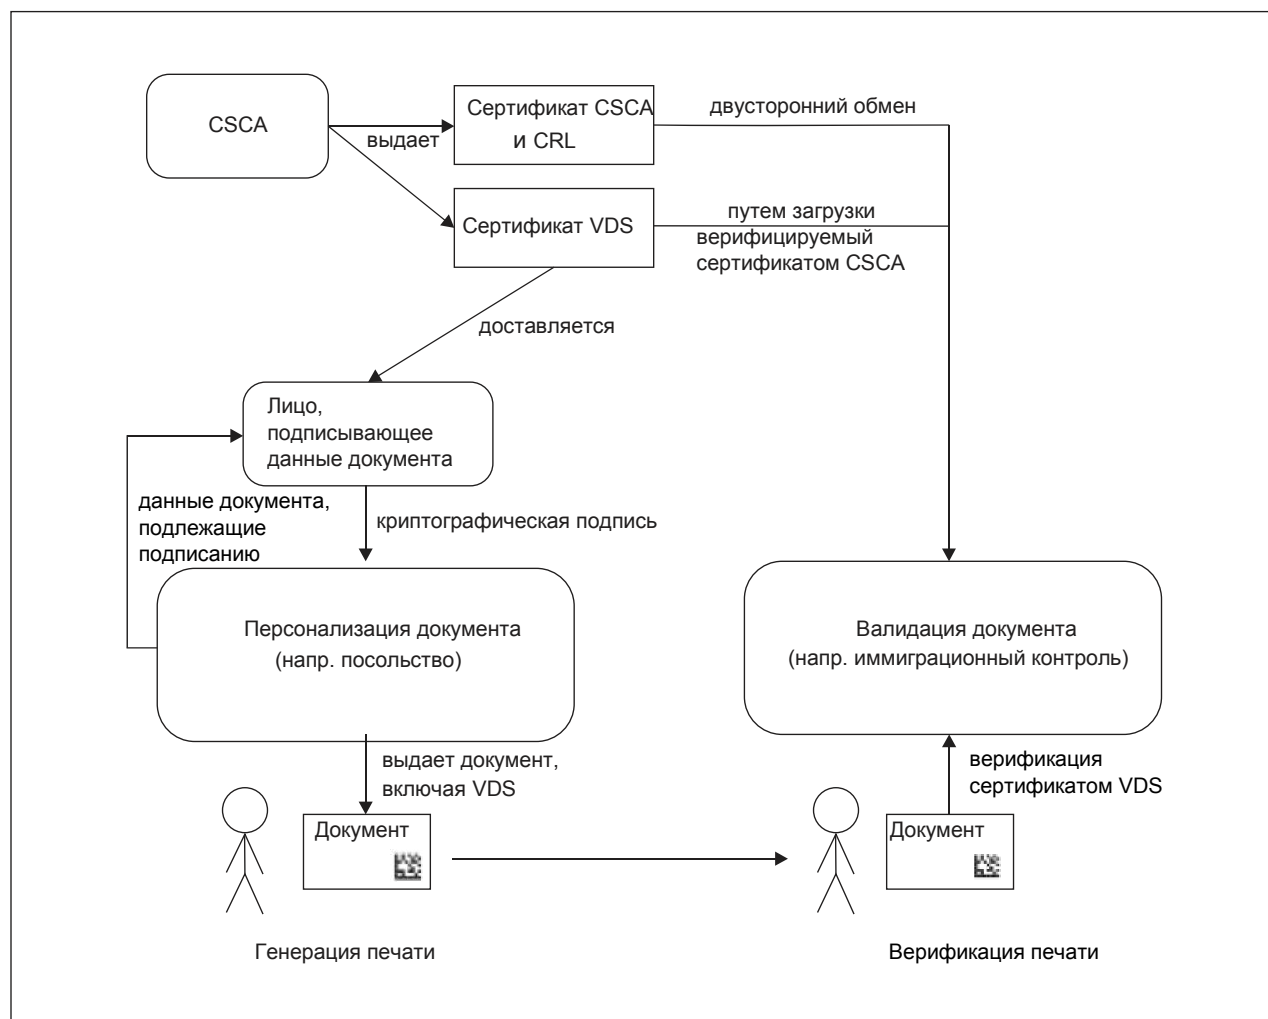 CSCA
выдает
Сертификат CSCA
и CRL
двусторонний обмен
Сертификат VDS
путем загрузки
верифицируемый
сертификатом CSCA
доставляется
Лицо,
подписывающее
данные документа
данные документа,
подлежащие
подписанию
криптографическая подпись
Персонализация документа
(напр. посольство)
Валидация документа
(напр. иммиграционный контроль)
выдает документ,
включая VDS
верификация
сертификатом VDS
Документ
Документ
Генерация печати
Верификация печати